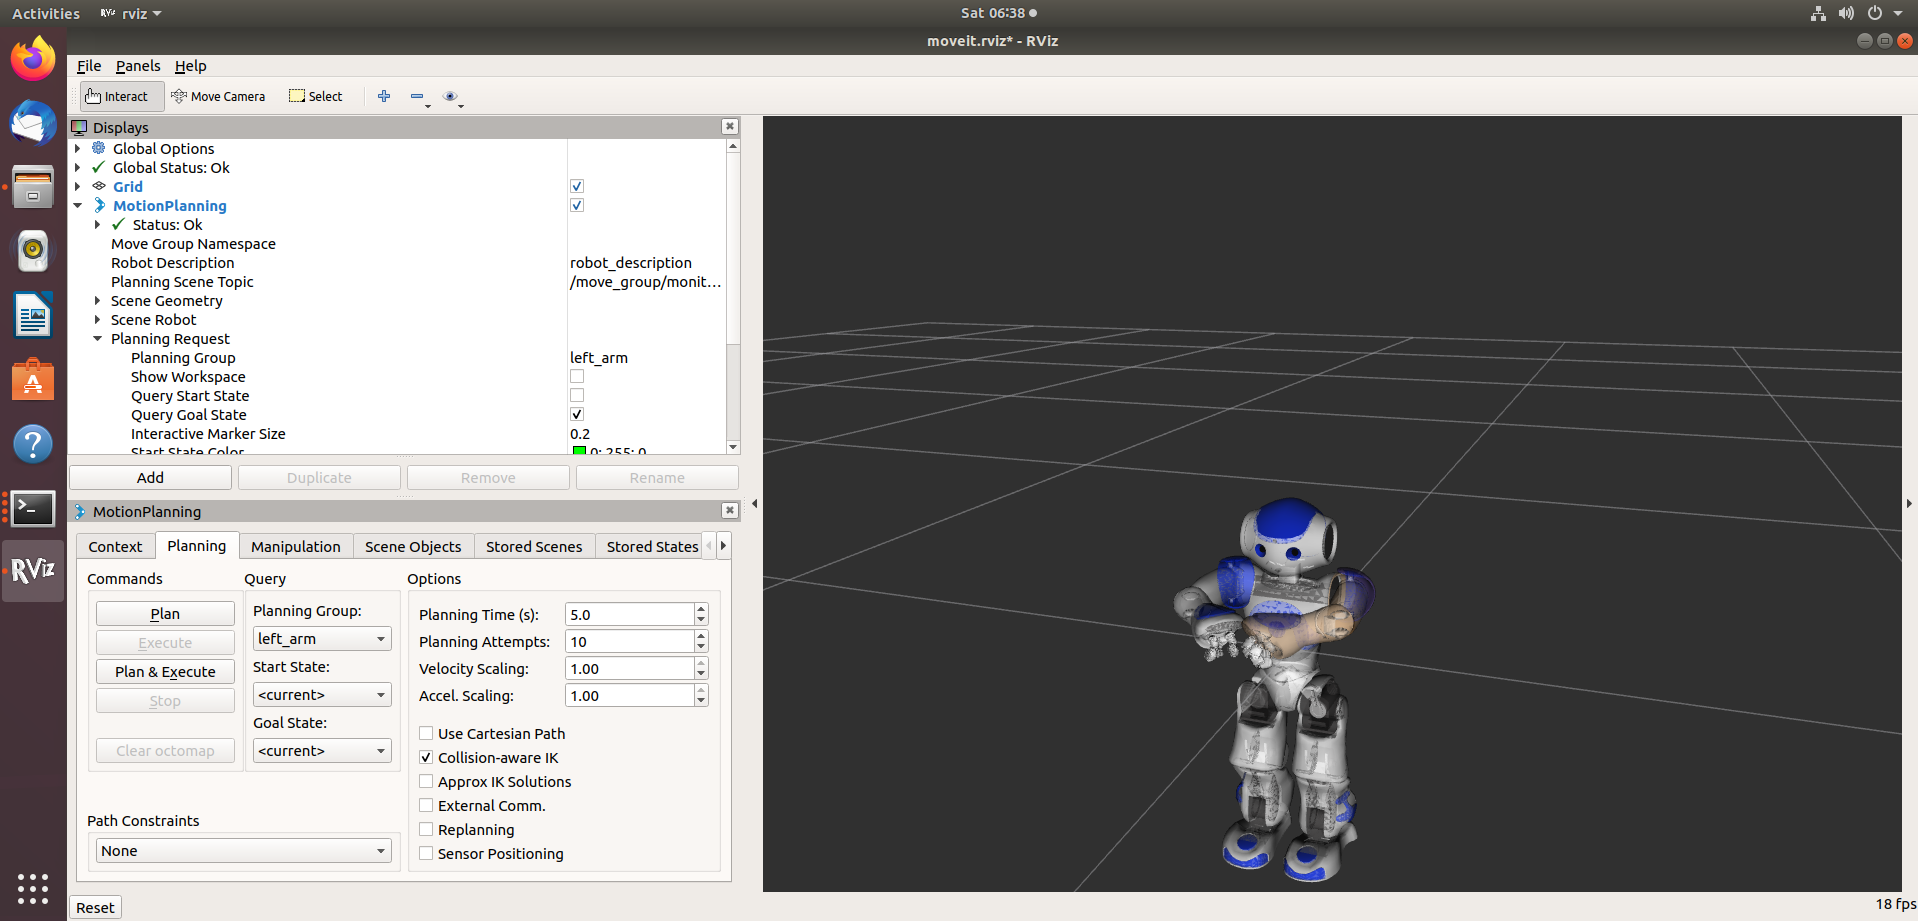 Activities
RViz rviz
Sat 06:38
moveit.rviz* - RViz
File Panels Help
Interact Move Camera Select
Displays
Global Options
Global Status: Ok
Grid
MotionPlanning
Status: Ok
Move Group Namespace
Robot Description robot_description
Planning Scene Topic /move_group/monit...
Scene Geometry
Scene Robot
Planning Request
Planning Group left_arm
Show Workspace
Query Start State
Query Goal State
Interactive Marker Size 0.2
Start State Color 0; 255; 0
Add Duplicate Remove Rename
MotionPlanning
Context Planning Manipulation Scene Objects Stored Scenes Stored States
Commands Query Options
Plan
Execute
Plan & Execute
Stop
Clear octomap
Planning Group:
left_arm
Start State:
<current>
Goal State:
<current>
Planning Time (s): 5.0
Planning Attempts: 10
Velocity Scaling: 1.00
Accel. Scaling: 1.00
Use Cartesian Path
Collision-aware IK
Approx IK Solutions
External Comm.
Replanning
Sensor Positioning
Path Constraints
None
RViz
Reset
18 fps